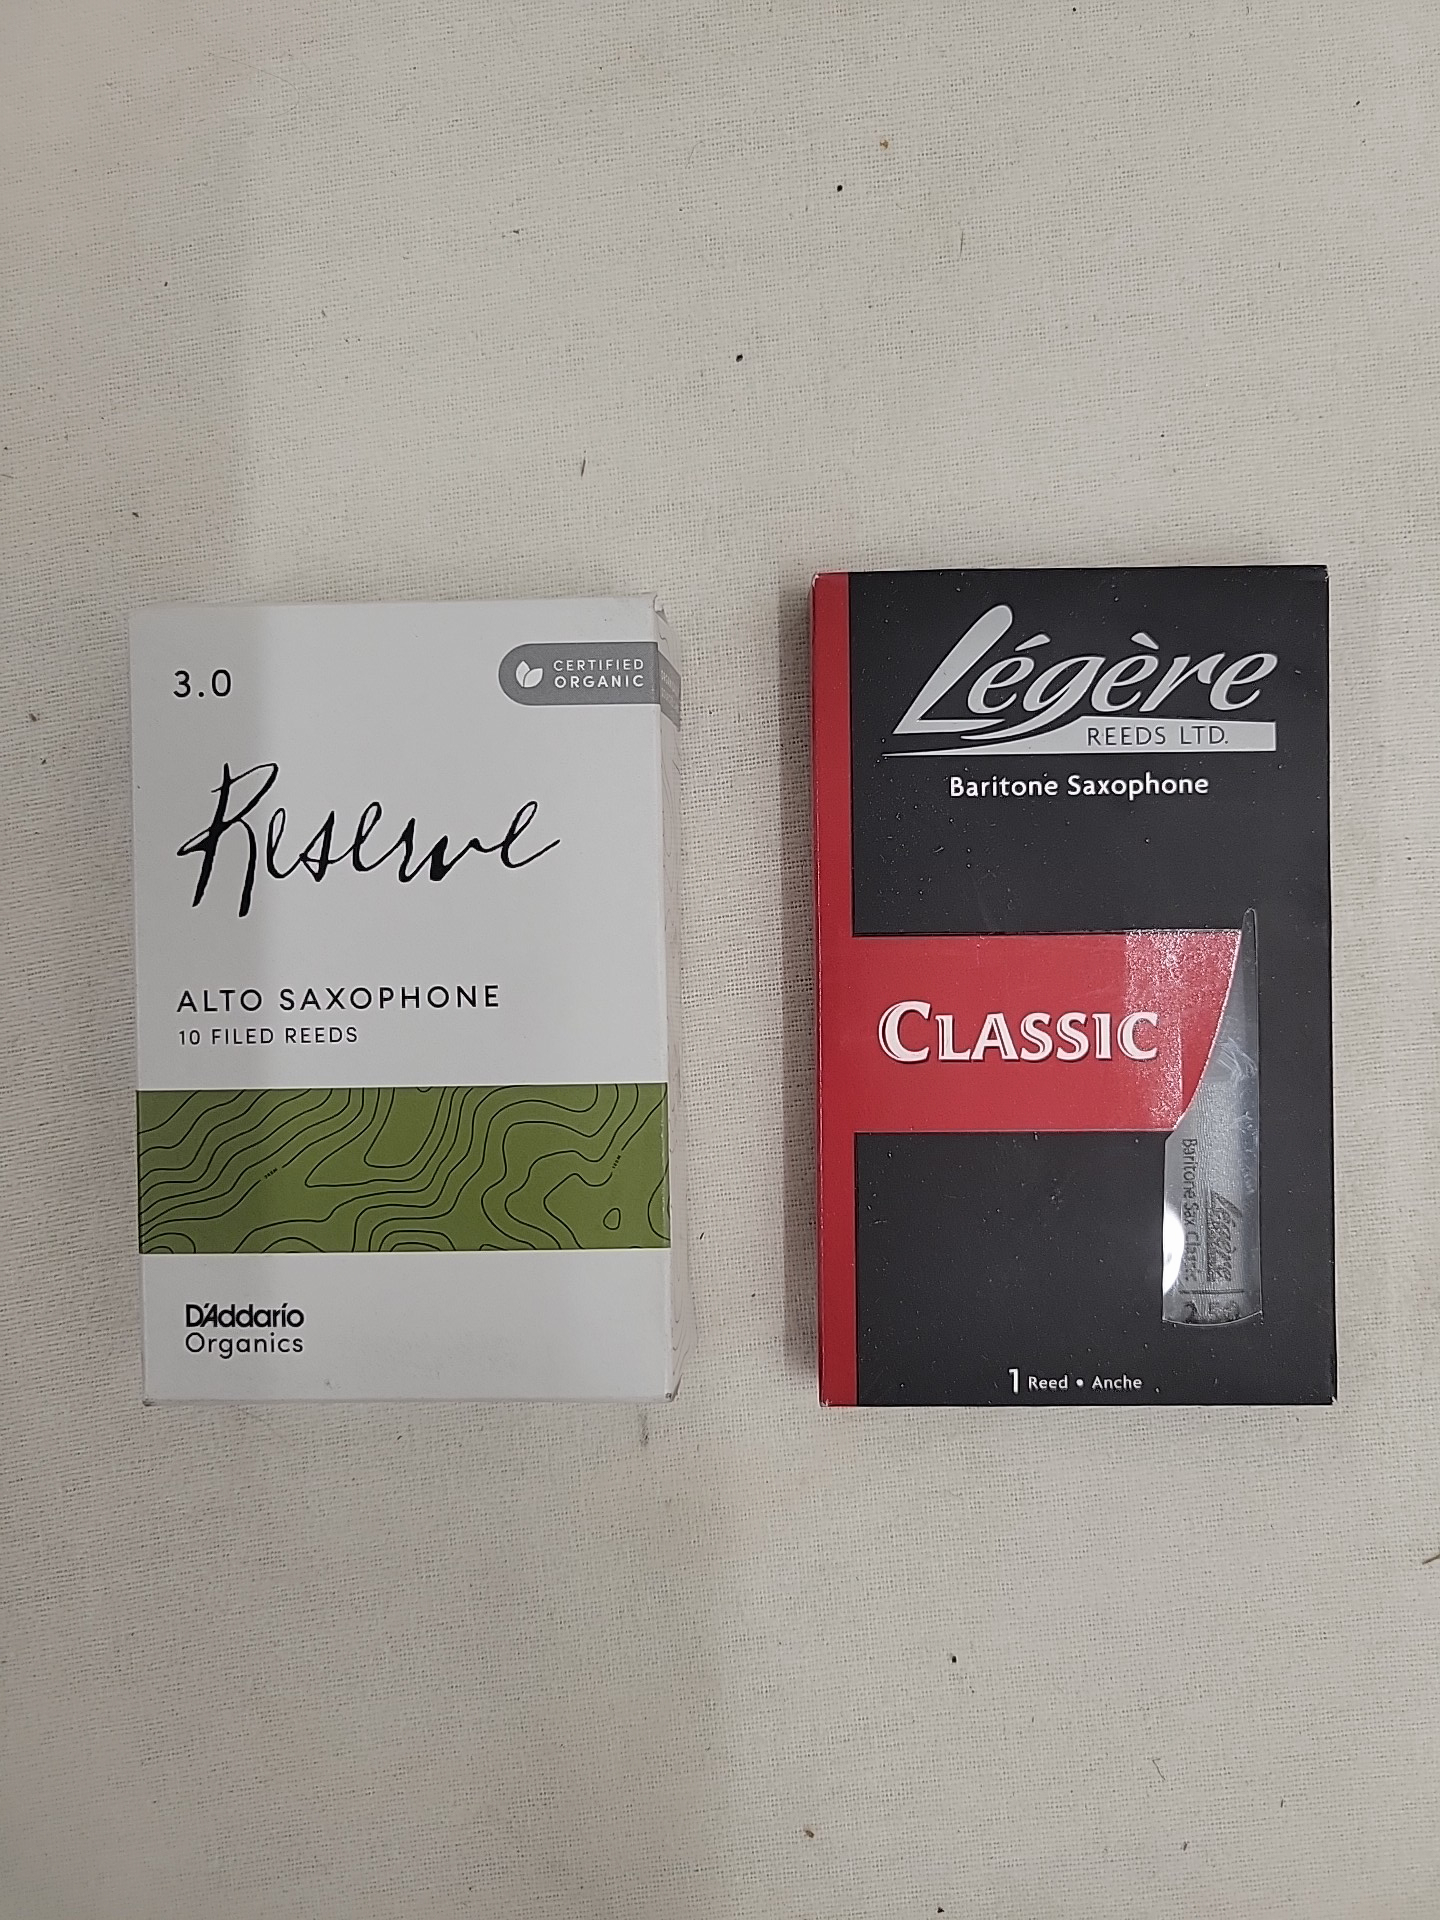 3.0
CERTIFIED
ORGANIC
Reserve
ALTO SAXOPHONE
10 FILED REEDS
D'Addario
Organics
Légère
REEDS LTD.
Baritone Saxophone
CLASSIC
Baritone Sax Classic
Légère
1 Reed • Anche